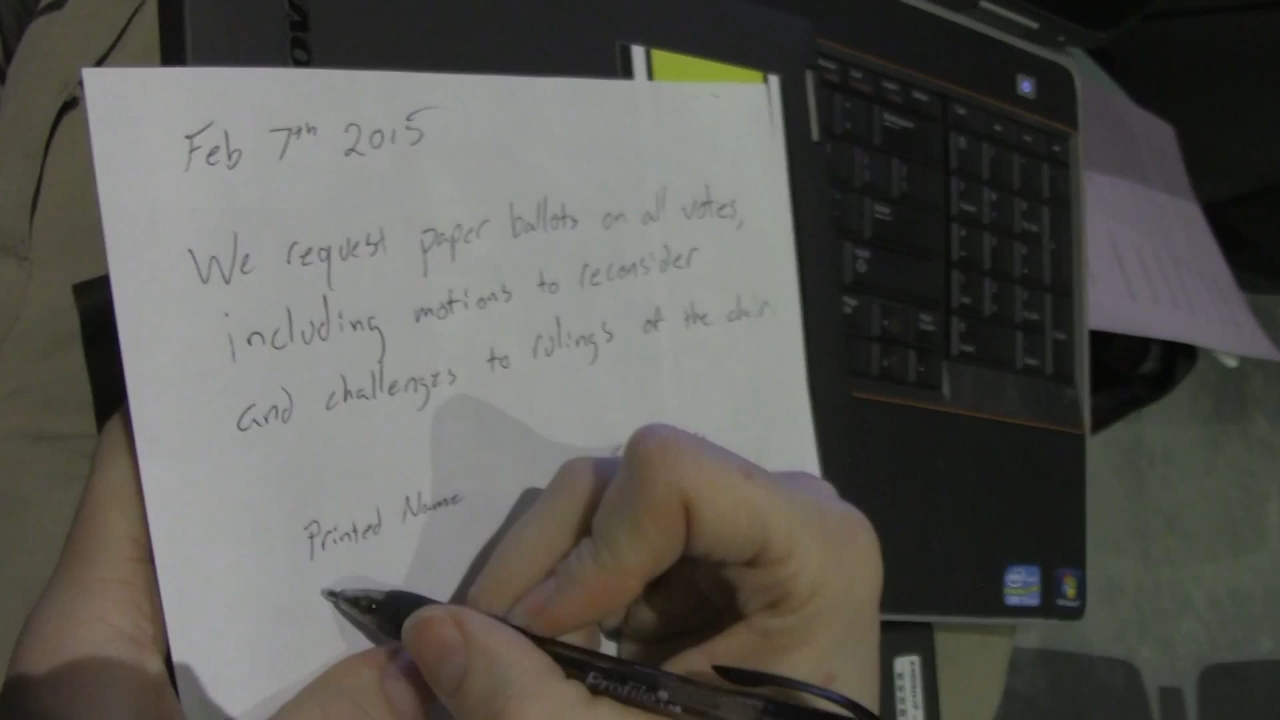 Feb 7th 2015
We request paper ballots on all votes,
including motions to reconsider
and challenges to rulings of the chair
Printed Name
Profile